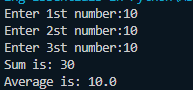 Enter 1st number:10
Enter 2st number:10
Enter 3st number:10
Sum is: 30
Average is: 10.0